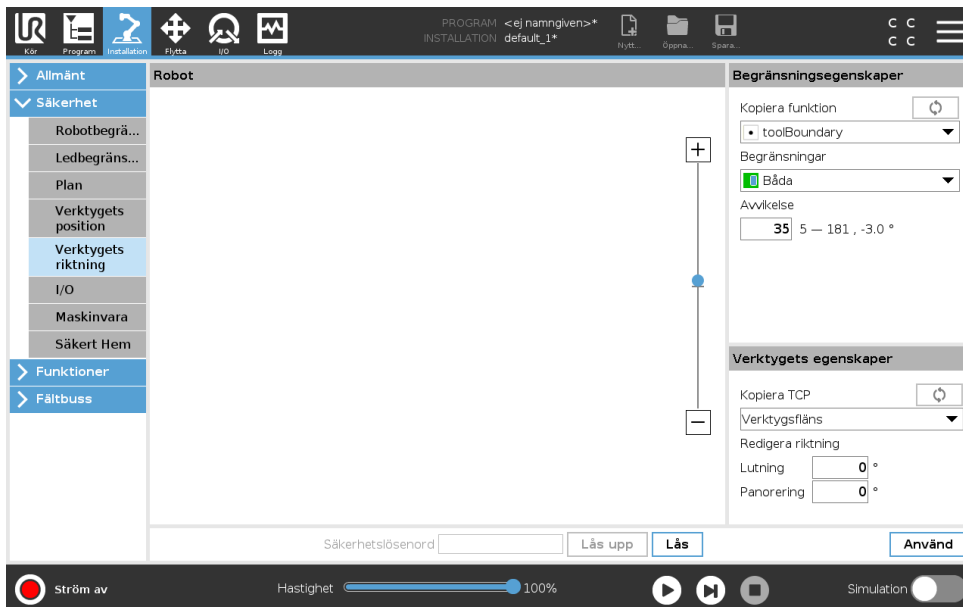 PROGRAM <ej namngiven>*
INSTALLATION default_1*
Kör
Program
Installation
Flytta
I/O
Logg
Nytt...
Öppna...
Spara...
C C
C C
Allmänt
Säkerhet
Robotbegrä...
Ledbegräns...
Plan
Verktygets
position
Verktygets
riktning
I/O
Maskinvara
Säkert Hem
Funktioner
Fältbuss
Robot
Säkerhetslösenord
Lås upp
Lås
Begränsningsegenskaper
Kopiera funktion
toolBoundary
Begränsningar
Båda
Avvikelse
35 5 — 181 , -3.0 °
Verktygets egenskaper
Kopiera TCP
Verktygsfläns
Redigera riktning
Lutning 0 °
Panorering 0 °
Använd
Ström av
Hastighet 100%
Simulation